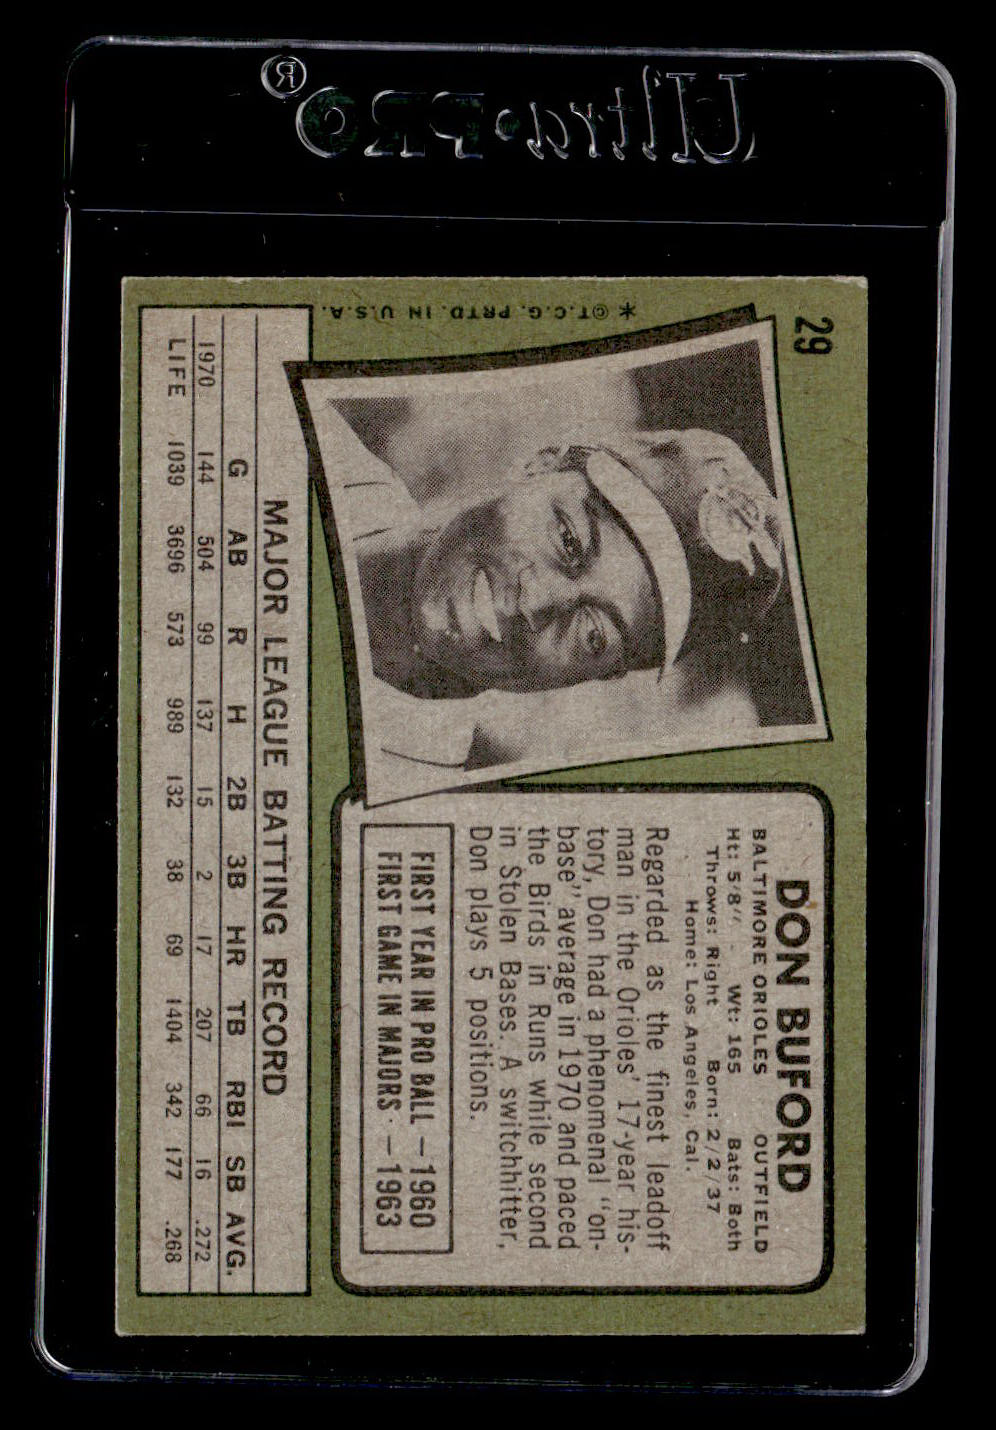 Ultra•PRO®
29
* ©T.C.G. PRTD. IN U.S.A.
DON BUFORD
BALTIMORE ORIOLES OUTFIELD
Ht: 5'8" Wt: 165 Bats: Both
Throws: Right Born: 2/2/37
Home: Los Angeles, Cal.
Regarded as the finest leadoff
man in the Orioles' 17-year his-
tory, Don had a phenomenal "on-
base" average in 1970 and paced
the Birds in Runs while second
in Stolen Bases. A switchhitter,
Don plays 5 positions.
FIRST YEAR IN PRO BALL — 1960
FIRST GAME IN MAJORS — 1963
MAJOR LEAGUE BATTING RECORD
G AB R H 2B 3B HR TB RBI SB AVG.
1970 144 504 99 137 15 2 17 207 66 16 .272
LIFE 1039 3696 573 989 132 38 69 1404 342 177 .268